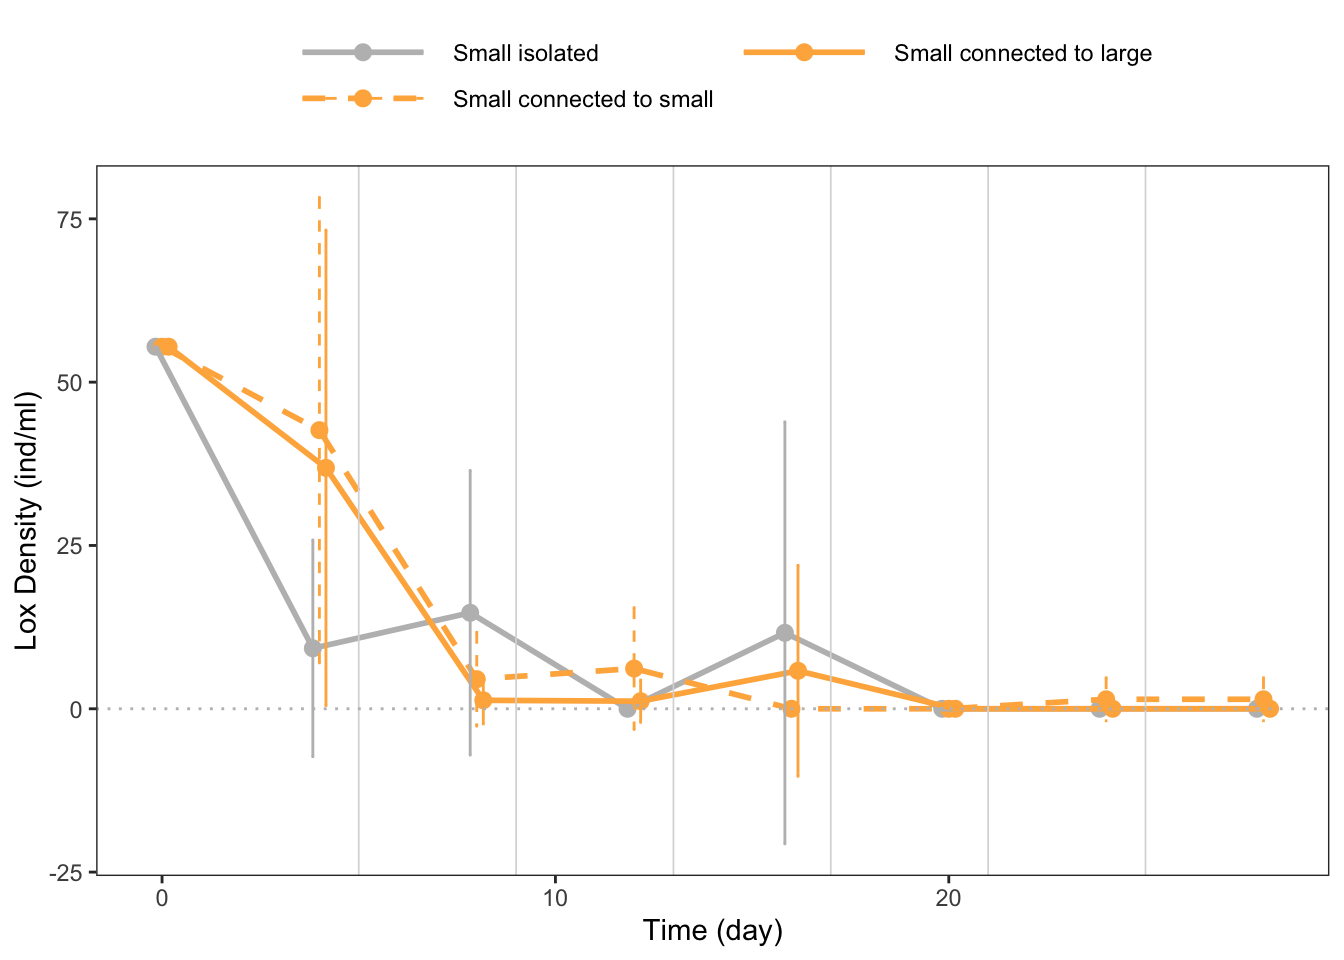 Small isolated
Small connected to large
Small connected to small
75
50
25
0
-25
Lox Density (ind/ml)
0
10
20
Time (day)